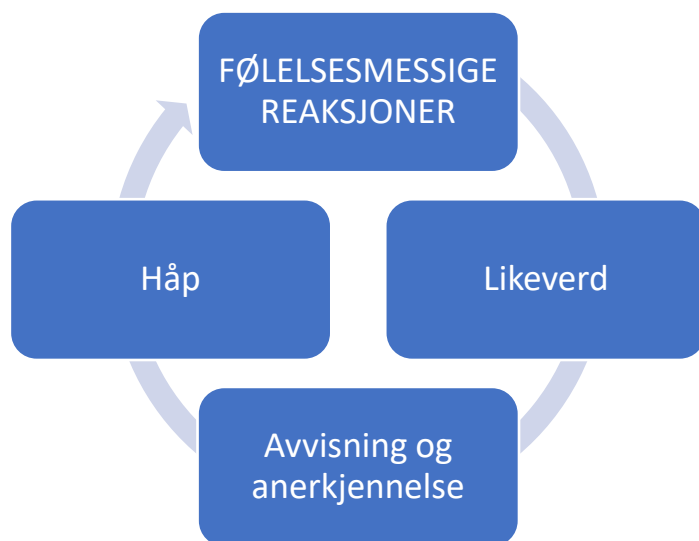 FØLELSESMESSIGE
REAKSJONER
Håp
Likeverd
Avvisning og
anerkjennelse